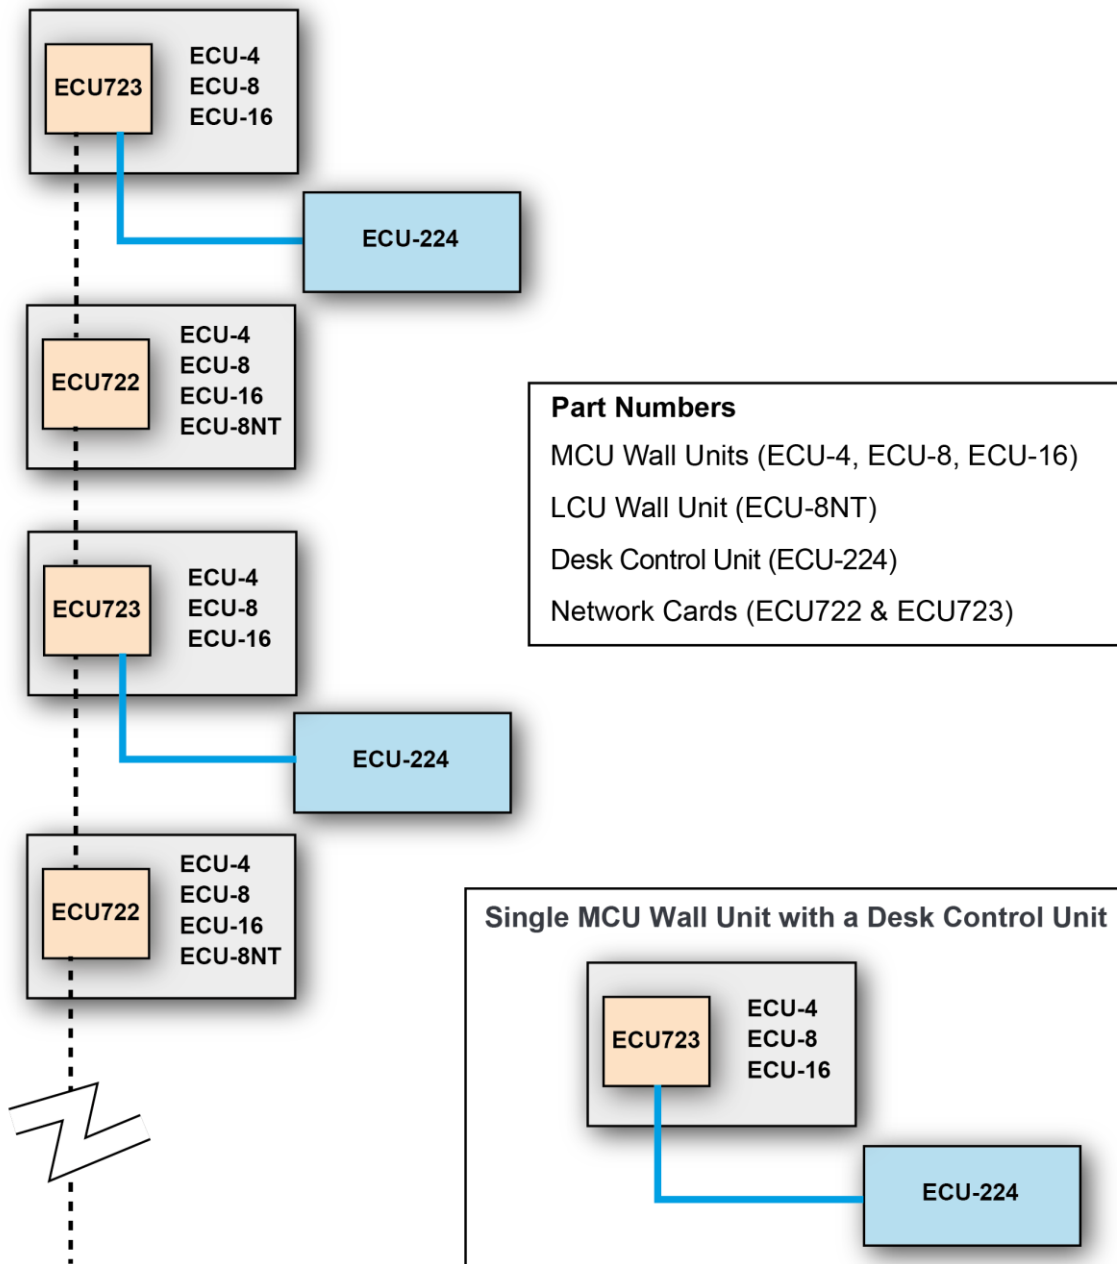 ECU723
ECU-4
ECU-8
ECU-16
ECU-224
ECU722
ECU-4
ECU-8
ECU-16
ECU-8NT
Part Numbers
MCU Wall Units (ECU-4, ECU-8, ECU-16)
LCU Wall Unit (ECU-8NT)
Desk Control Unit (ECU-224)
Network Cards (ECU722 & ECU723)
ECU723
ECU-4
ECU-8
ECU-16
ECU-224
ECU722
ECU-4
ECU-8
ECU-16
ECU-8NT
Single MCU Wall Unit with a Desk Control Unit
ECU723
ECU-4
ECU-8
ECU-16
ECU-224